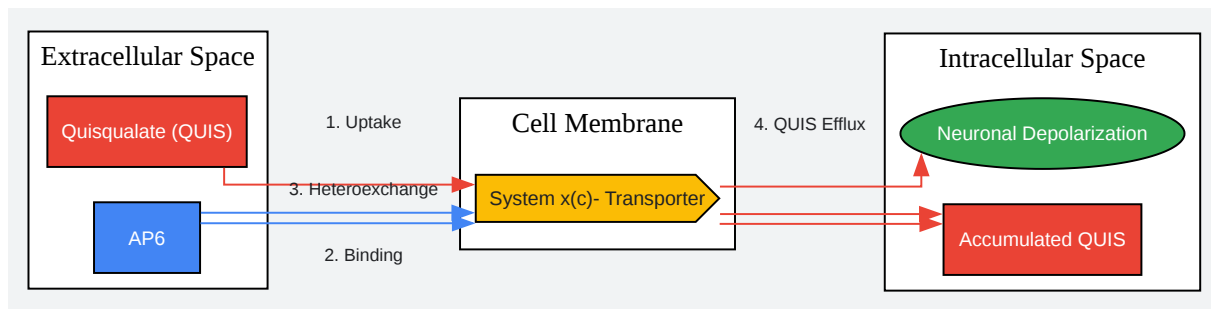 Extracellular Space
Quisqualate (QUIS)
AP6
1. Uptake
3. Heteroexchange
2. Binding
Cell Membrane
System x(c)- Transporter
4. QUIS Efflux
Intracellular Space
Neuronal Depolarization
Accumulated QUIS